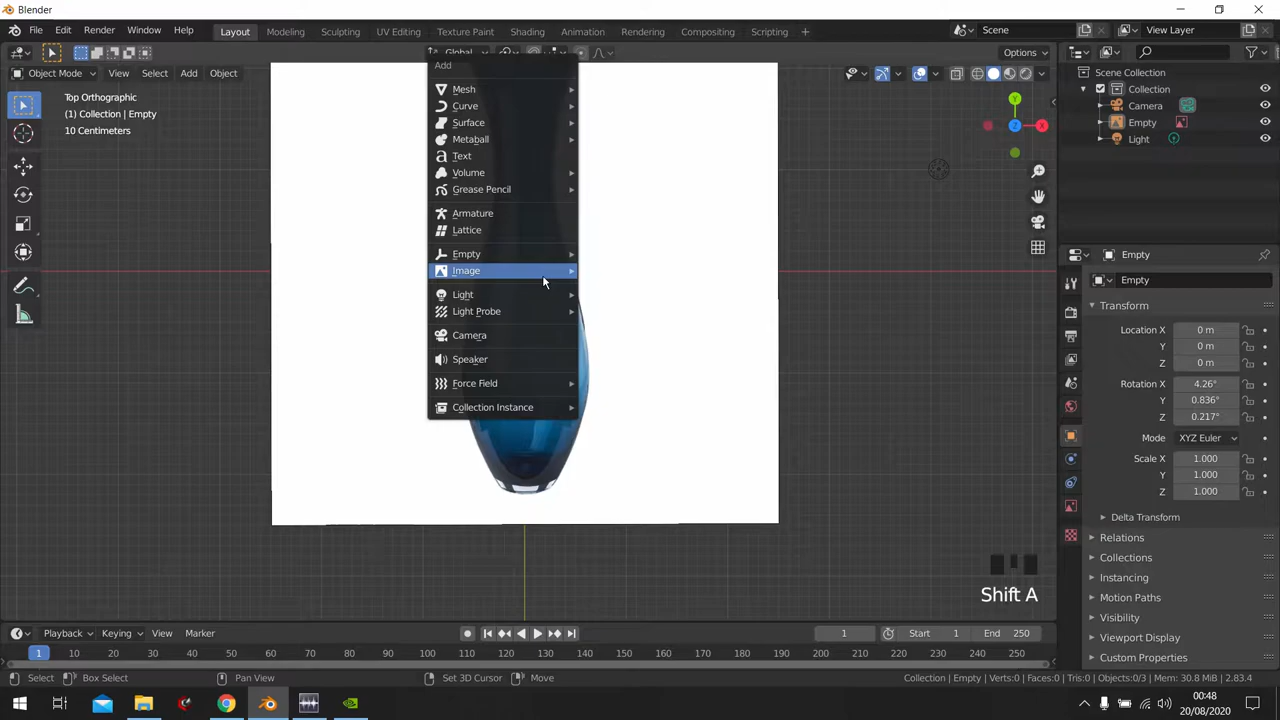 Blender
File Edit Render Window Help Layout Modeling Sculpting UV Editing Texture Paint Shading Animation Rendering Compositing Scripting + Scene View Layer
Global Options
Object Mode View Select Add Object
Top Orthographic
(1) Collection | Empty
10 Centimeters
Add
Mesh
Curve
Surface
Metaball
Text
Volume
Grease Pencil
Armature
Lattice
Empty
Image
Light
Light Probe
Camera
Speaker
Force Field
Collection Instance
Y
Z
X
Shift A
Scene Collection
Collection
Camera
Empty
Light
Empty
Empty
Transform
Location X 0 m
Y 0 m
Z 0 m
Rotation X 4.26°
Y 0.836°
Z 0.217°
Mode XYZ Euler
Scale X 1.000
Y 1.000
Z 1.000
Delta Transform
Relations
Collections
Instancing
Motion Paths
Visibility
Viewport Display
Custom Properties
Playback Keying View Marker 1 Start 1 End 250
1 10 20 30 40 50 60 70 80 90 100 110 120 130 140 150 160 170 180 190 200 210 220 230 240 250
Select Box Select Pan View Set 3D Cursor Move Collection | Empty | Verts:0 | Faces:0 | Tris:0 | Objects:0/3 | Mem: 30.8 MiB | 2.83.4
00:48
20/08/2020